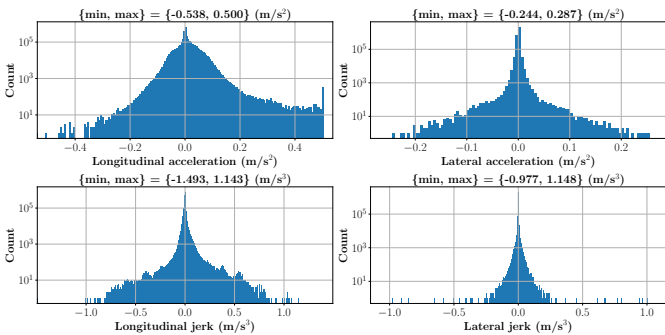 {min, max} = {-0.538, 0.500} (m/s²)
Count
10⁵
10³
10¹
−0.4 −0.2 0.0 0.2 0.4
Longitudinal acceleration (m/s²)
{min, max} = {-0.244, 0.287} (m/s²)
Count
10⁵
10³
10¹
−0.2 −0.1 0.0 0.1 0.2
Lateral acceleration (m/s²)
{min, max} = {-1.493, 1.143} (m/s³)
Count
10⁵
10³
10¹
−1.0 −0.5 0.0 0.5 1.0
Longitudinal jerk (m/s³)
{min, max} = {-0.977, 1.148} (m/s³)
Count
10⁵
10³
10¹
−1.0 −0.5 0.0 0.5 1.0
Lateral jerk (m/s³)